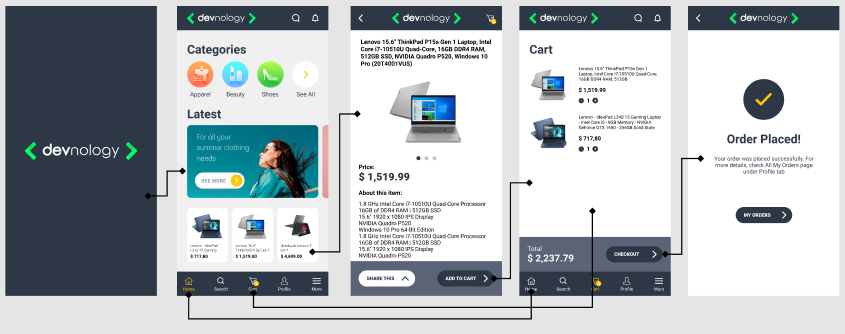 devnology
devnology
Categories
Apparel
Beauty
Shoes
See All
Latest
For all your
summer clothing
needs
SEE MORE
Lenovo - IdeaPad
L340 15 Gaming
$ 717,80
Lenovo 15.6"
ThinkPad P15s Gen 1
$ 1,519.00
Notebook Lenovo 2
em 1
$ 4,699.00
Home
Search
Cart
Profile
More
devnology
Lenovo 15.6" ThinkPad P15s Gen 1 Laptop, Intel
Core i7-10510U Quad-Core, 16GB DDR4 RAM,
512GB SSD, NVIDIA Quadro P520, Windows 10
Pro (20T4001VUS)
Price:
$ 1,519.99
About this item:
1.8 GHz Intel Core i7-10510U Quad-Core Processor
16GB of DDR4 RAM | 512GB SSD
15.6" 1920 x 1080 IPS Display
NVIDIA Quadro P520
Windows 10 Pro 64-Bit Edition
1.8 GHz Intel Core i7-10510U Quad-Core Processor
16GB of DDR4 RAM | 512GB SSD
15.6" 1920 x 1080 IPS Display
NVIDIA Quadro P520
SHARE THIS
ADD TO CART
devnology
Cart
Lenovo 15.6" ThinkPad P15s Gen 1
Laptop, Intel Core i7-10510U Quad-Core,
16GB DDR4 RAM, 512GB
$ 1,519.99
1
Lenovo - IdeaPad L340 15 Gaming Laptop
- Intel Core i5 - 8GB Memory - NVIDIA
GeForce GTX 1650 - 256GB Solid State
$ 717,80
1
Total
$ 2,237.79
CHECKOUT
Home
Search
Cart
Profile
More
devnology
Order Placed!
Your order was placed successfully. For
more details, check All My Orders page
under Profile tab
MY ORDERS